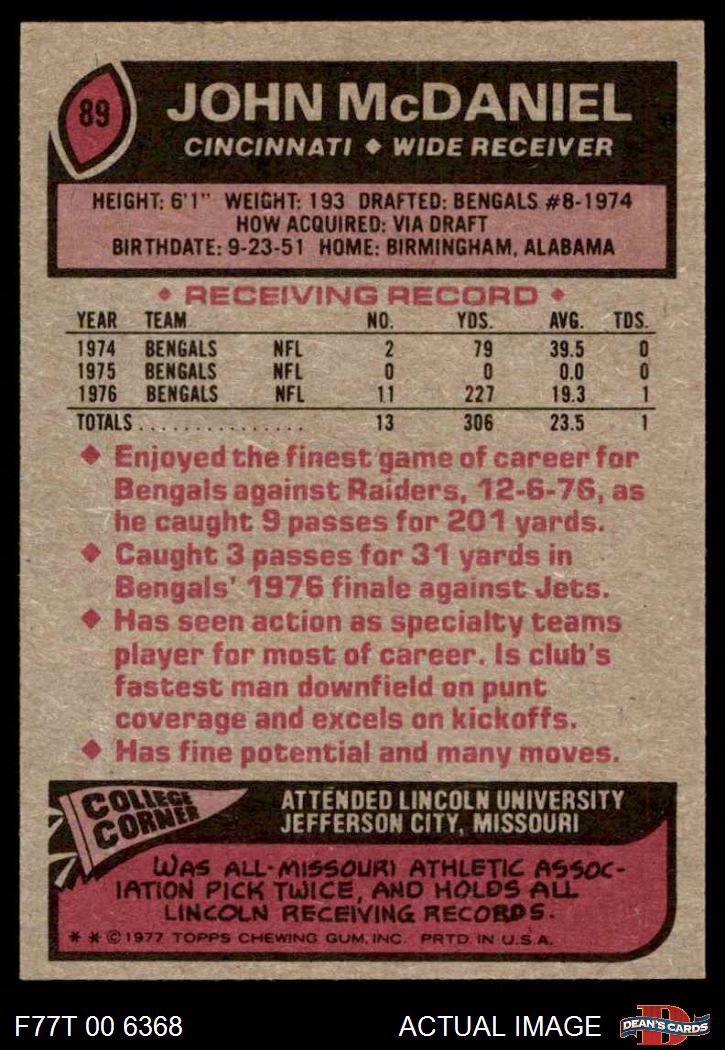 89
JOHN McDANIEL
CINCINNATI ♦ WIDE RECEIVER
HEIGHT: 6'1" WEIGHT: 193 DRAFTED: BENGALS #8-1974
HOW ACQUIRED: VIA DRAFT
BIRTHDATE: 9-23-51 HOME: BIRMINGHAM, ALABAMA
♦ RECEIVING RECORD ♦
YEAR TEAM NO. YDS. AVG. TDS.
1974 BENGALS NFL 2 79 39.5 0
1975 BENGALS NFL 0 0 0.0 0
1976 BENGALS NFL 11 227 19.3 1
TOTALS............... 13 306 23.5 1
♦ Enjoyed the finest game of career for
Bengals against Raiders, 12-6-76, as
he caught 9 passes for 201 yards.
♦ Caught 3 passes for 31 yards in
Bengals' 1976 finale against Jets.
♦ Has seen action as specialty teams
player for most of career. Is club's
fastest man downfield on punt
coverage and excels on kickoffs.
♦ Has fine potential and many moves.
COLLEGE
CORNER
ATTENDED LINCOLN UNIVERSITY
JEFFERSON CITY, MISSOURI
WAS ALL-MISSOURI ATHLETIC ASSOC-
IATION PICK TWICE, AND HOLDS ALL
LINCOLN RECEIVING RECORDS.
* * © 1977 TOPPS CHEWING GUM, INC. PRTD. IN U.S.A.
F77T 00 6368 ACTUAL IMAGE
D
DEAN'S CARDS